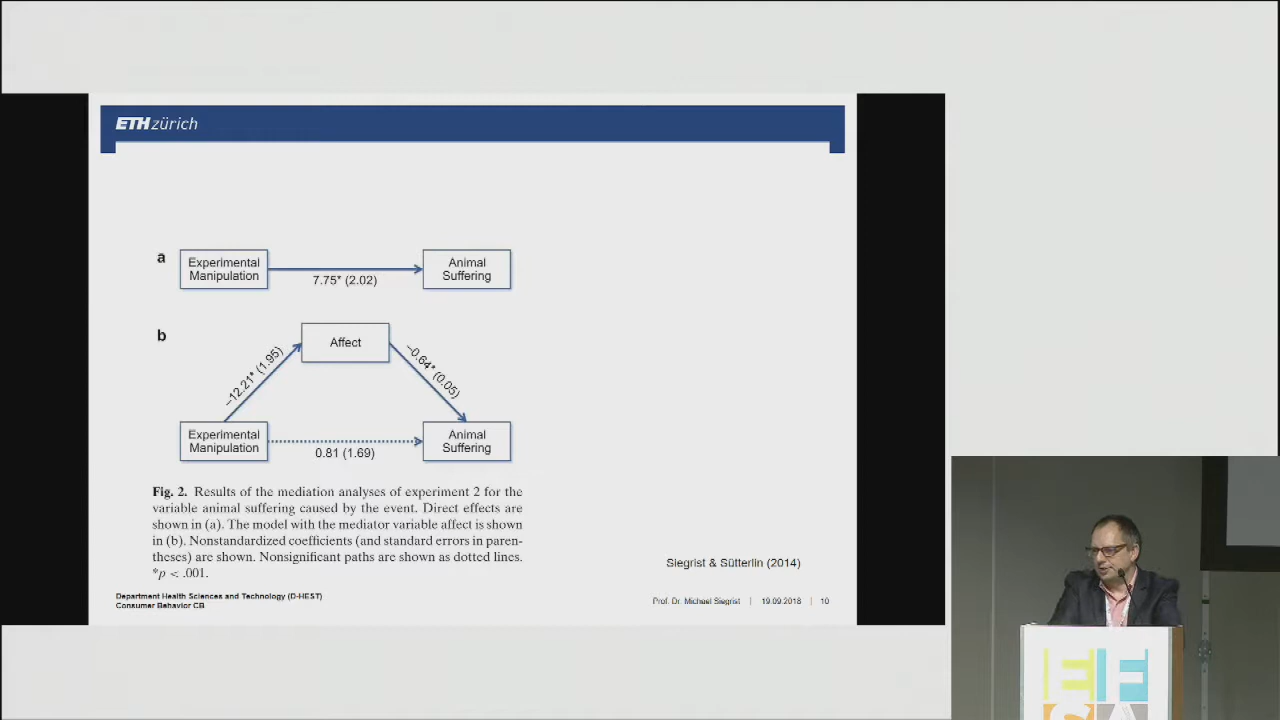 ETH zürich
a
Experimental
Manipulation
7.75* (2.02)
Animal
Suffering
b
Affect
–12.21* (1.95)
–0.64* (0.05)
Experimental
Manipulation
0.81 (1.69)
Animal
Suffering
Fig. 2. Results of the mediation analyses of experiment 2 for the
variable animal suffering caused by the event. Direct effects are
shown in (a). The model with the mediator variable affect is shown
in (b). Nonstandardized coefficients (and standard errors in paren-
theses) are shown. Nonsignificant paths are shown as dotted lines.
*p < .001.
Siegrist & Sütterlin (2014)
Department Health Sciences and Technology (D-HEST)
Consumer Behavior CB
Prof. Dr. Michael Siegrist | 19.09.2018 | 10
EF
SA